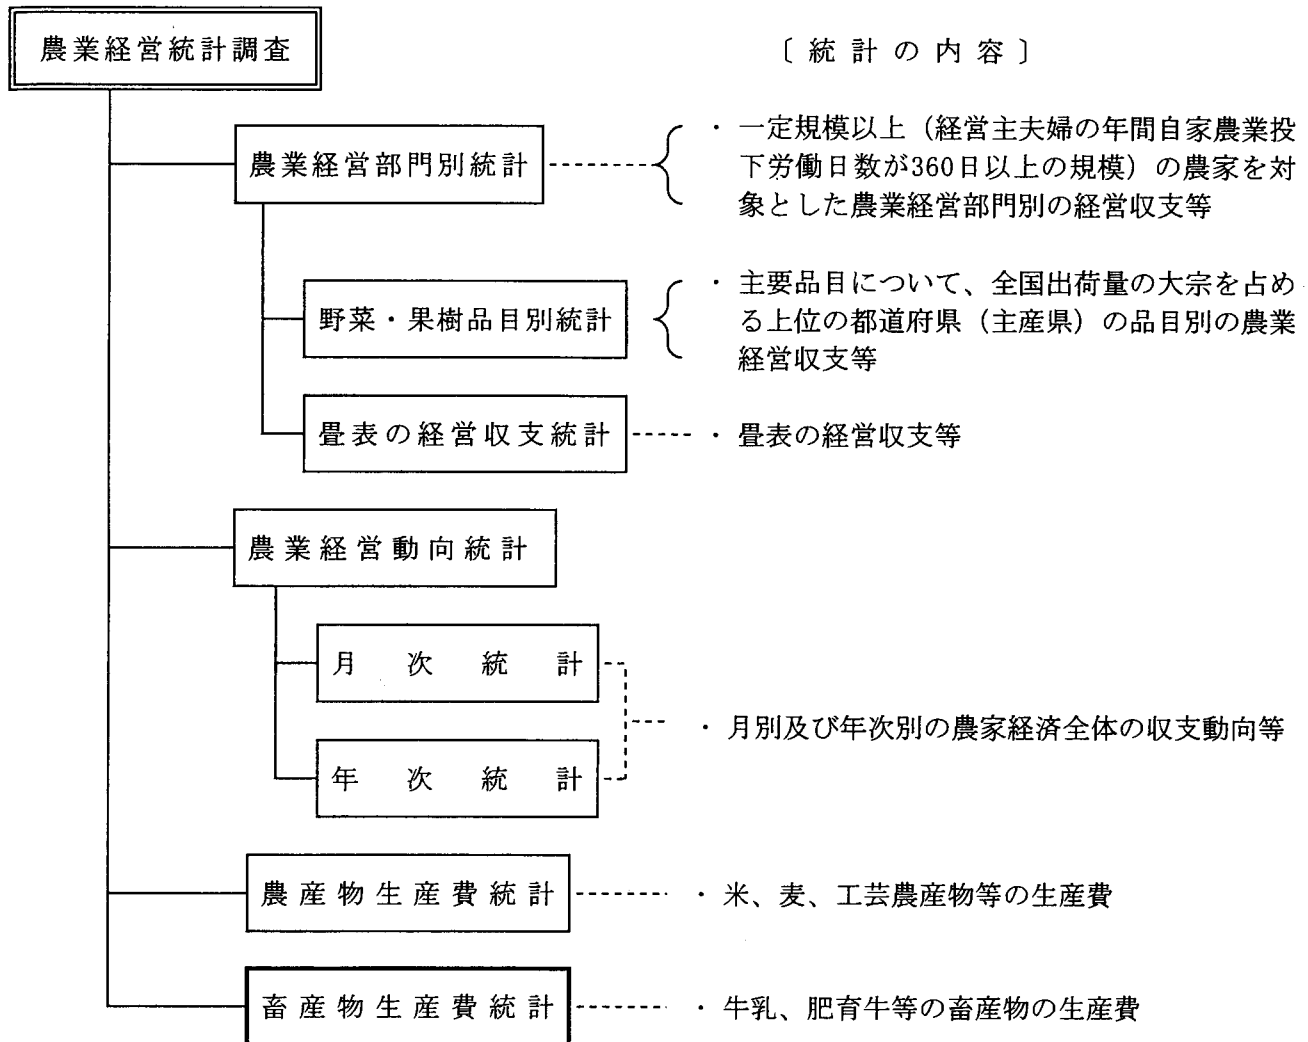 農業経営統計調査
〔統計の内容〕
農業経営部門別統計
・一定規模以上（経営主夫婦の年間自家農業投
下労働日数が360日以上の規模）の農家を対
象とした農業経営部門別の経営収支等
野菜・果樹品目別統計
・主要品目について、全国出荷量の大宗を占め
る上位の都道府県（主産県）の品目別の農業
経営収支等
畳表の経営収支統計
・畳表の経営収支等
農業経営動向統計
月次統計
年次統計
・月別及び年次別の農家経済全体の収支動向等
農産物生産費統計
・米、麦、工芸農産物等の生産費
畜産物生産費統計
・牛乳、肥育牛等の畜産物の生産費